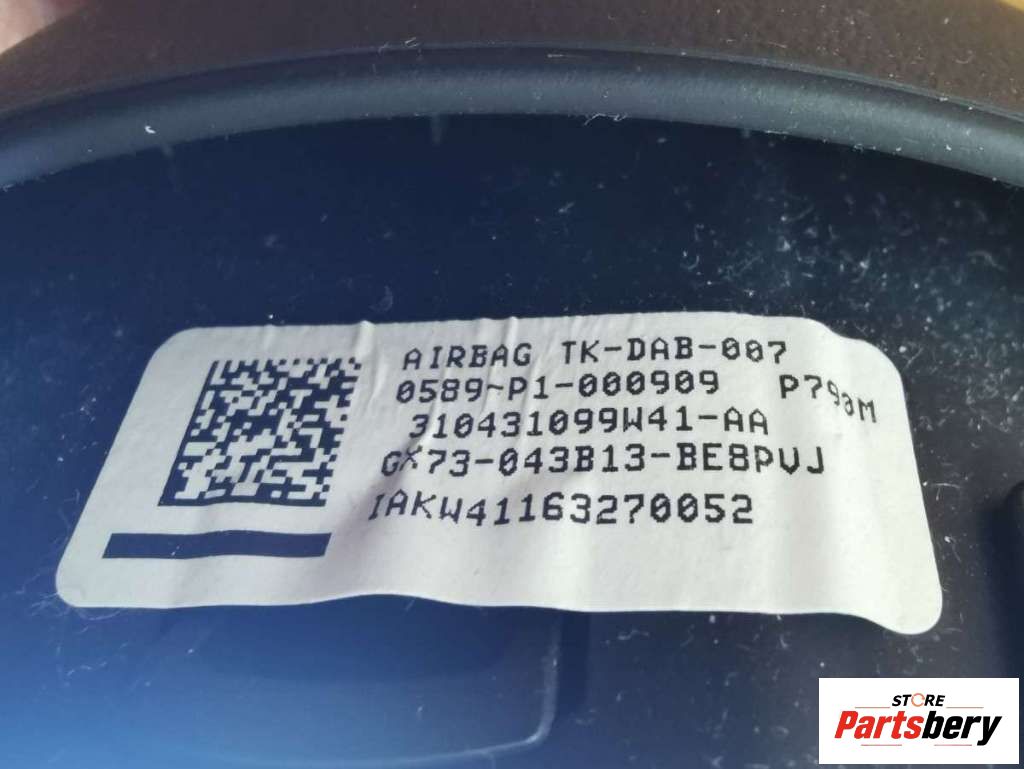 AIRBAG TK-DAB-007
0589-P1-000909 P790M
310431099W41-AA
GX73-043B13-BE8PVJ
IAKW41163270052
STORE
Partsbery